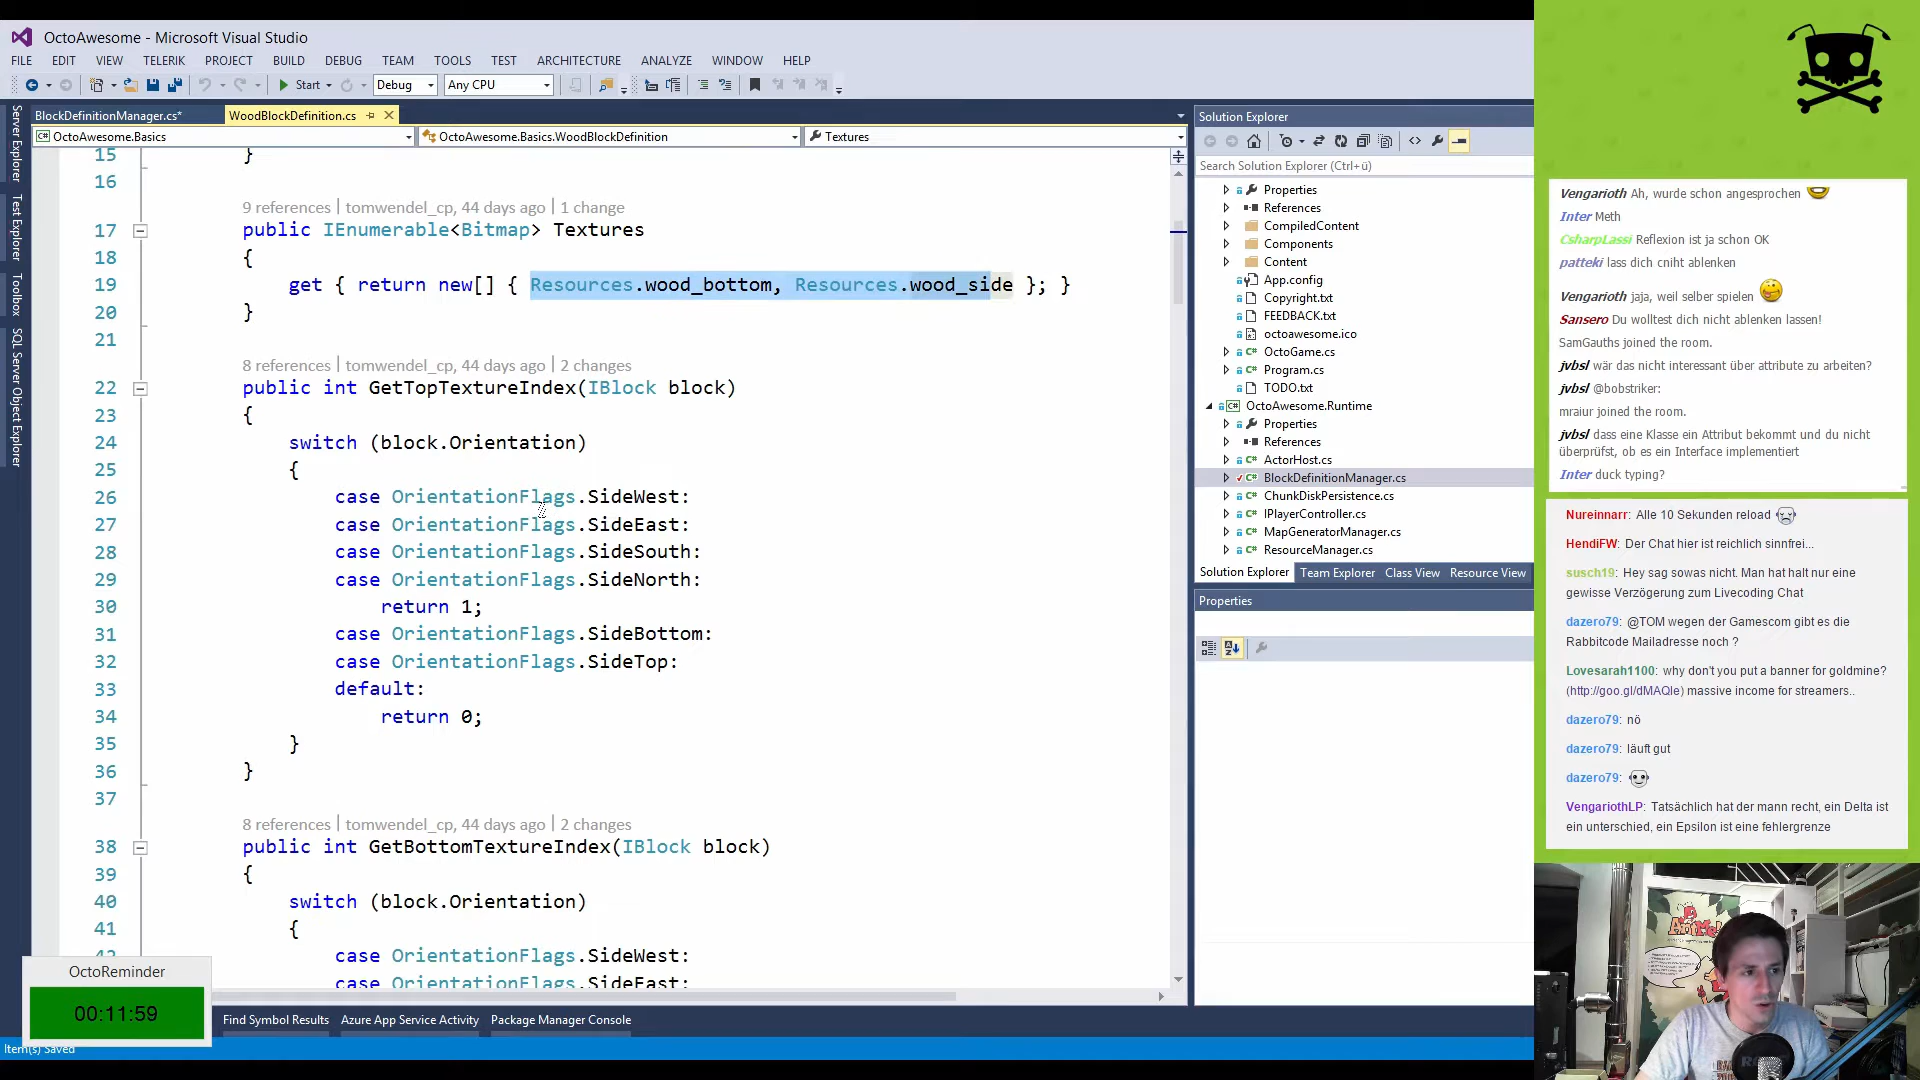 OctoAwesome - Microsoft Visual Studio
FILE EDIT VIEW TELERIK PROJECT BUILD DEBUG TEAM TOOLS TEST ARCHITECTURE ANALYZE WINDOW HELP
Start Debug Any CPU
Server Explorer
Test Explorer
Toolbox
SQL Server Object Explorer
BlockDefinitionManager.cs* WoodBlockDefinition.cs
OctoAwesome.Basics OctoAwesome.Basics.WoodBlockDefinition Textures
15 }
16
9 references | tomwendel_cp, 44 days ago | 1 change
17 public IEnumerable<Bitmap> Textures
18 {
19 get { return new[] { Resources.wood_bottom, Resources.wood_side }; }
20 }
21
8 references | tomwendel_cp, 44 days ago | 2 changes
22 public int GetTopTextureIndex(IBlock block)
23 {
24 switch (block.Orientation)
25 {
26 case OrientationFlags.SideWest:
27 case OrientationFlags.SideEast:
28 case OrientationFlags.SideSouth:
29 case OrientationFlags.SideNorth:
30 return 1;
31 case OrientationFlags.SideBottom:
32 case OrientationFlags.SideTop:
33 default:
34 return 0;
35 }
36 }
37
8 references | tomwendel_cp, 44 days ago | 2 changes
38 public int GetBottomTextureIndex(IBlock block)
39 {
40 switch (block.Orientation)
41 {
case OrientationFlags.SideWest:
case OrientationFlags.SideEast:
OctoReminder
00:11:59
Find Symbol Results Azure App Service Activity Package Manager Console
Item(s) Saved
Solution Explorer
Search Solution Explorer (Ctrl+ü)
Properties
References
CompiledContent
Components
Content
App.config
Copyright.txt
FEEDBACK.txt
octoawesome.ico
OctoGame.cs
Program.cs
TODO.txt
OctoAwesome.Runtime
Properties
References
ActorHost.cs
BlockDefinitionManager.cs
ChunkDiskPersistence.cs
IPlayerController.cs
MapGeneratorManager.cs
ResourceManager.cs
Solution Explorer Team Explorer Class View Resource View
Properties
Vengarioth Ah, wurde schon angesprochen
Inter Meth
CsharpLassi Reflexion ist ja schon OK
patteki lass dich cniht ablenken
Vengarioth jaja, weil selber spielen
Sansero Du wolltest dich nicht ablenken lassen!
SamGauths joined the room.
jvbsl wär das nicht interessant über attribute zu arbeiten?
jvbsl @bobstriker:
mraiur joined the room.
jvbsl dass eine Klasse ein Attribut bekommt und du nicht
überprüfst, ob es ein Interface implementiert
Inter duck typing?
Nureinnarr: Alle 10 Sekunden reload
HendiFW: Der Chat hier ist reichlich sinnfrei...
susch19: Hey sag sowas nicht. Man hat halt nur eine
gewisse Verzögerung zum Livecoding Chat
dazero79: @TOM wegen der Gamescom gibt es die
Rabbitcode Mailadresse noch ?
Lovesarah1100: why don't you put a banner for goldmine?
(http://goo.gl/dMAQle) massive income for streamers..
dazero79: nö
dazero79: läuft gut
dazero79:
VengariothLP: Tatsächlich hat der mann recht, ein Delta ist
ein unterschied, ein Epsilon ist eine fehlergrenze